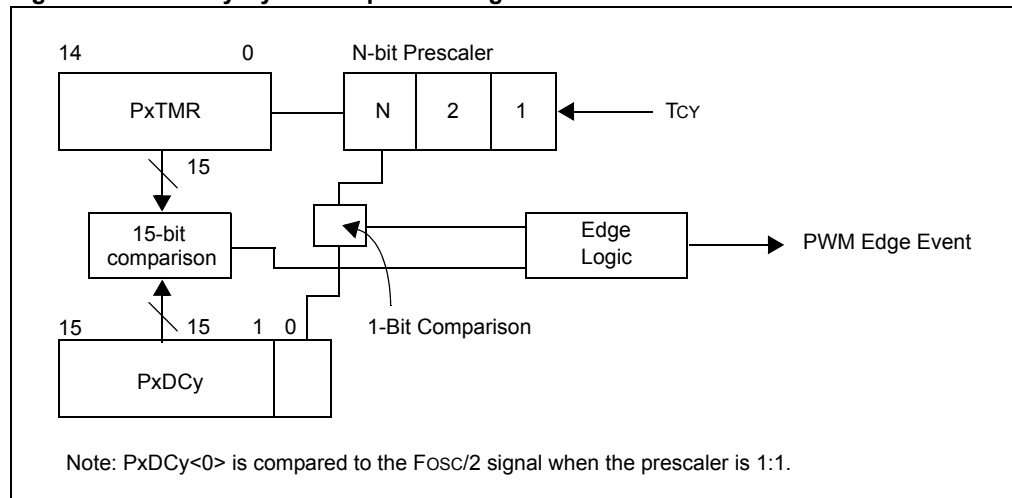 14 0 N-bit Prescaler
PxTMR N 2 1 TCY
15
15-bit
comparison
Edge
Logic
PWM Edge Event
15 15 1 0 1-Bit Comparison
PxDCy
Note: PxDCy<0> is compared to the FOSC/2 signal when the prescaler is 1:1.